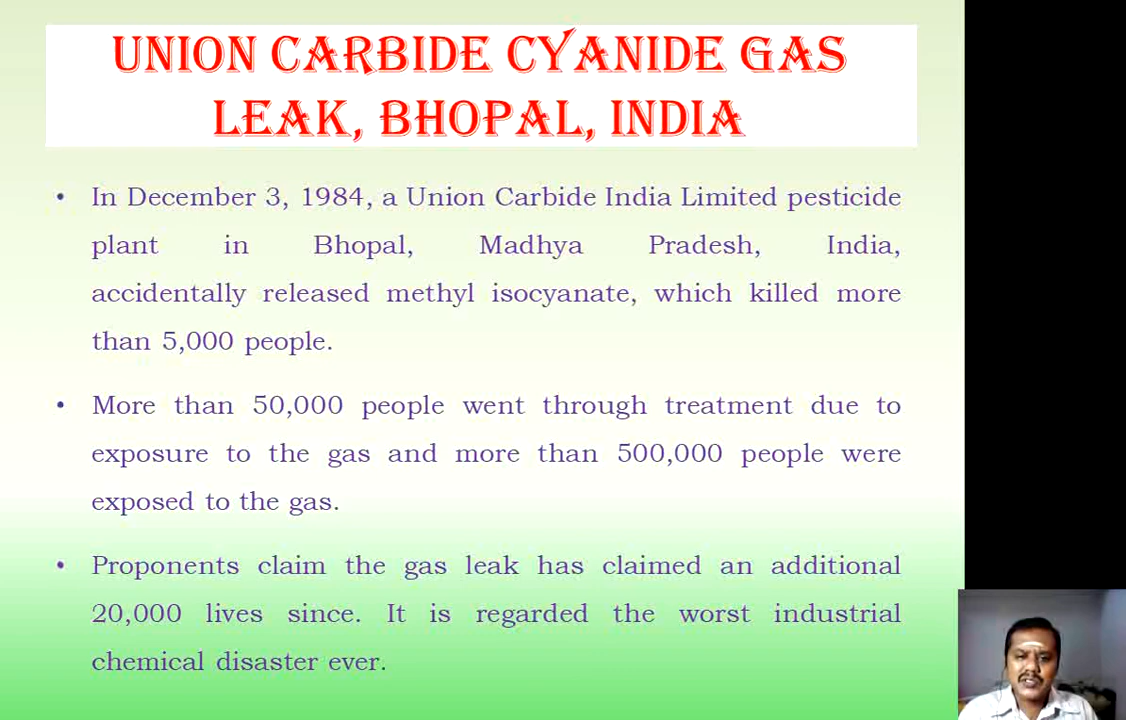 UNION CARBIDE CYANIDE GAS
LEAK, BHOPAL, INDIA
• In December 3, 1984, a Union Carbide India Limited pesticide
plant in Bhopal, Madhya Pradesh, India,
accidentally released methyl isocyanate, which killed more
than 5,000 people.
• More than 50,000 people went through treatment due to
exposure to the gas and more than 500,000 people were
exposed to the gas.
• Proponents claim the gas leak has claimed an additional
20,000 lives since. It is regarded the worst industrial
chemical disaster ever.